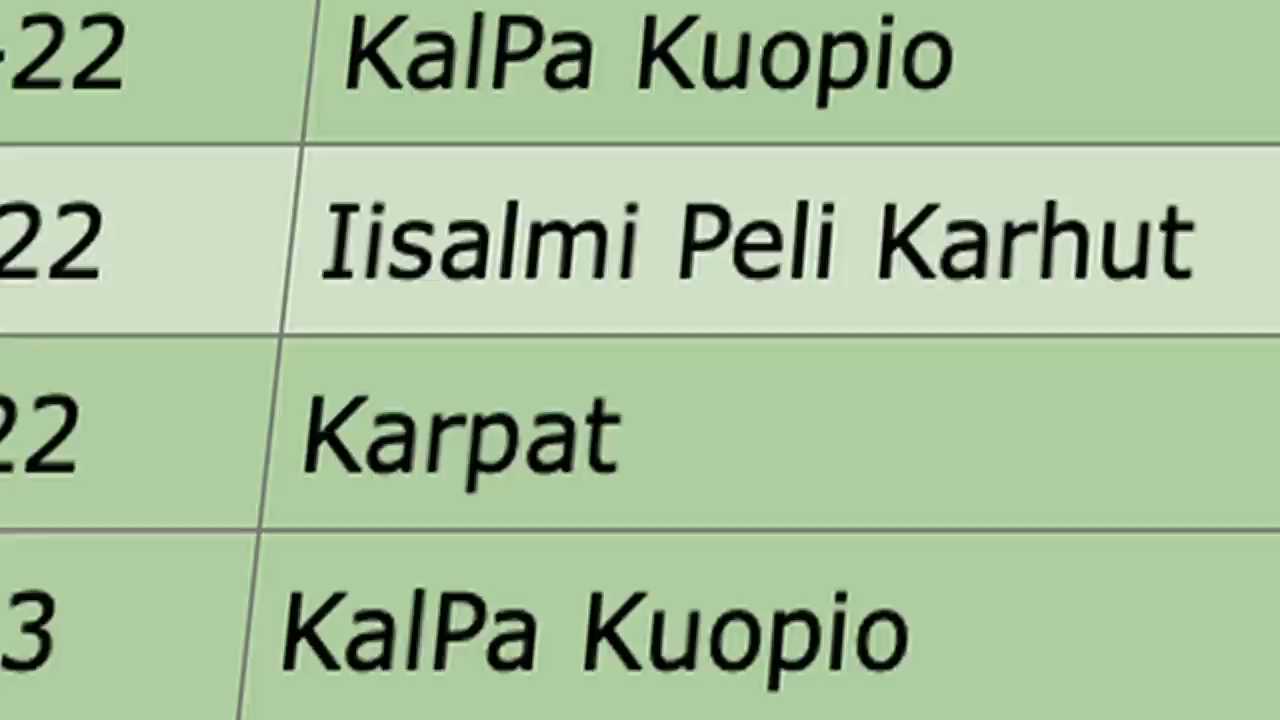 -22 KalPa Kuopio
22 Iisalmi Peli Karhut
22 Karpat
3 KalPa Kuopio